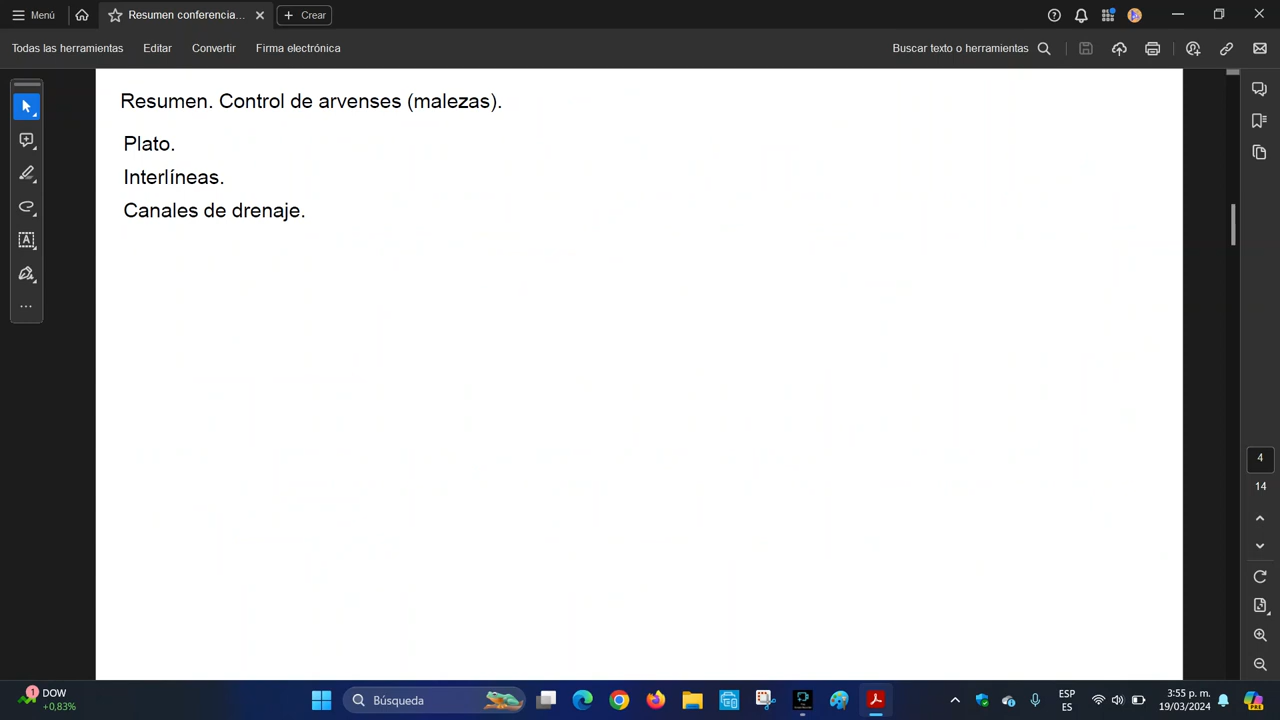 Menú
Resumen conferencia...
Crear
Todas las herramientas
Editar
Convertir
Firma electrónica
Buscar texto o herramientas
Resumen. Control de arvenses (malezas).
Plato.
Interlíneas.
Canales de drenaje.
4
14
1
DOW
+0,83%
Búsqueda
ESP
ES
3:55 p. m.
19/03/2024